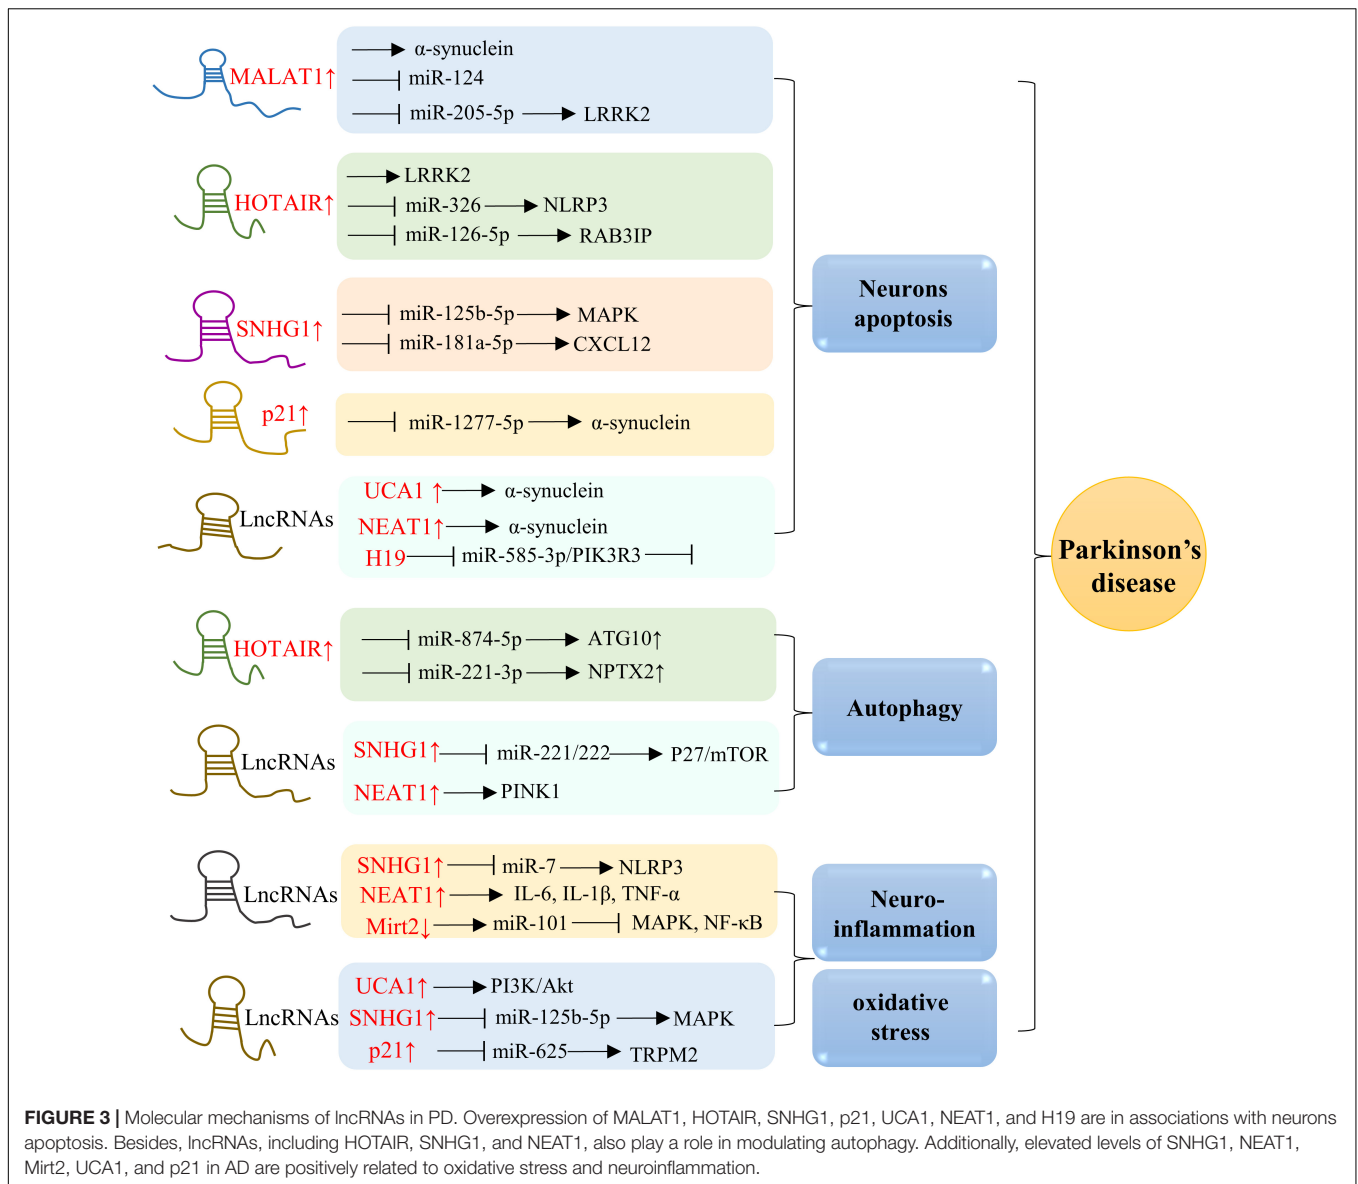 MALAT1↑
α-synuclein
miR-124
miR-205-5p LRRK2
HOTAIR↑
LRRK2
miR-326 NLRP3
miR-126-5p RAB3IP
SNHG1↑
miR-125b-5p MAPK
miR-181a-5p CXCL12
p21↑
miR-1277-5p α-synuclein
LncRNAs
UCA1 ↑ α-synuclein
NEAT1↑ α-synuclein
H19 miR-585-3p/PIK3R3
Neurons
apoptosis
HOTAIR↑
miR-874-5p ATG10↑
miR-221-3p NPTX2↑
LncRNAs
SNHG1↑ miR-221/222 P27/mTOR
NEAT1↑ PINK1
Autophagy
LncRNAs
SNHG1↑ miR-7 NLRP3
NEAT1↑ IL-6, IL-1β, TNF-α
Mirt2↓ miR-101 MAPK, NF-κB
Neuro-
inflammation
LncRNAs
UCA1↑ PI3K/Akt
SNHG1↑ miR-125b-5p MAPK
p21↑ miR-625 TRPM2
oxidative
stress
Parkinson’s
disease
FIGURE 3 | Molecular mechanisms of lncRNAs in PD. Overexpression of MALAT1, HOTAIR, SNHG1, p21, UCA1, NEAT1, and H19 are in associations with neurons
apoptosis. Besides, lncRNAs, including HOTAIR, SNHG1, and NEAT1, also play a role in modulating autophagy. Additionally, elevated levels of SNHG1, NEAT1,
Mirt2, UCA1, and p21 in AD are positively related to oxidative stress and neuroinflammation.